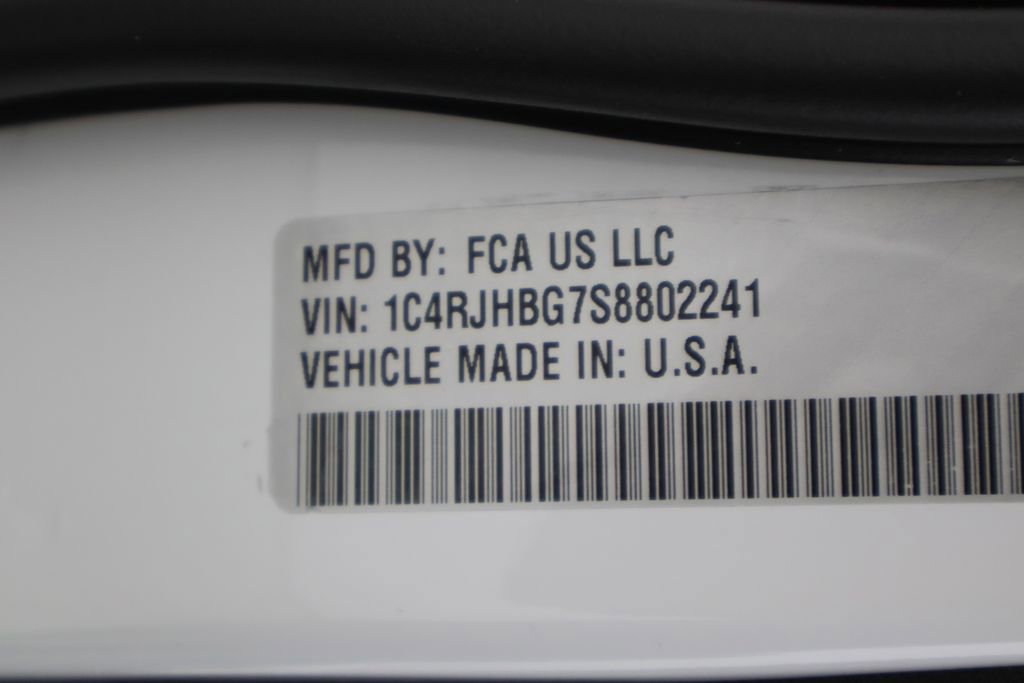 MFD BY: FCA US LLC
VIN: 1C4RJHBG7S8802241
VEHICLE MADE IN: U.S.A.